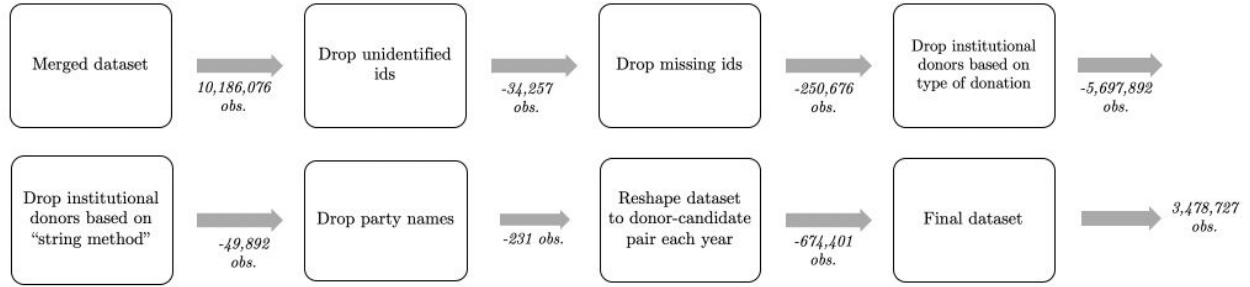 Merged dataset
10,186,076
obs.
Drop unidentified
ids
-34,257
obs.
Drop missing ids
-250,676
obs.
Drop institutional
donors based on
type of donation
-5,697,892
obs.
Drop institutional
donors based on
“string method”
-49,892
obs.
Drop party names
-231 obs.
Reshape dataset
to donor-candidate
pair each year
-674,401
obs.
Final dataset
3,478,727
obs.